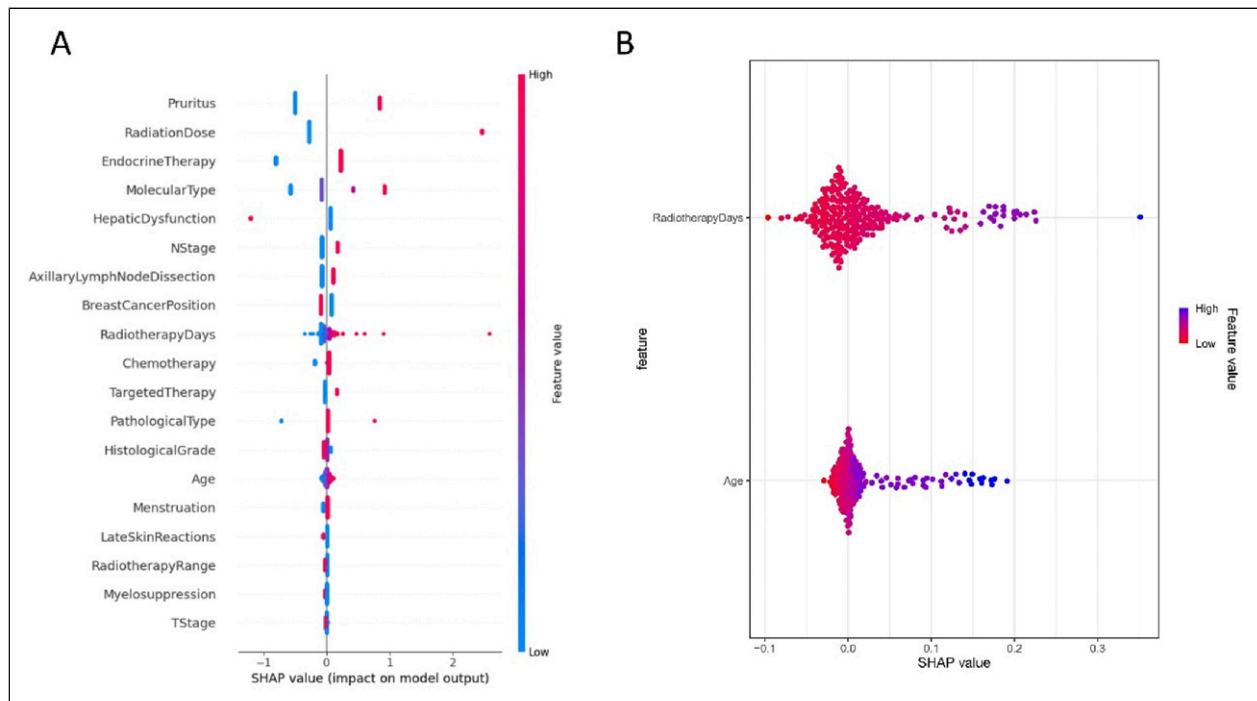 A
High
Pruritus
RadiationDose
EndocrineTherapy
MolecularType
HepaticDysfunction
NStage
AxillaryLymphNodeDissection
BreastCancerPosition
RadiotherapyDays
Chemotherapy
TargetedTherapy
PathologicalType
HistologicalGrade
Age
Menstruation
LateSkinReactions
RadiotherapyRange
Myelosuppression
TStage
Feature value
Low
−1 0 1 2
SHAP value (impact on model output)
B
RadiotherapyDays
feature
Age
High
Low
Feature value
−0.1 0.0 0.1 0.2 0.3
SHAP value